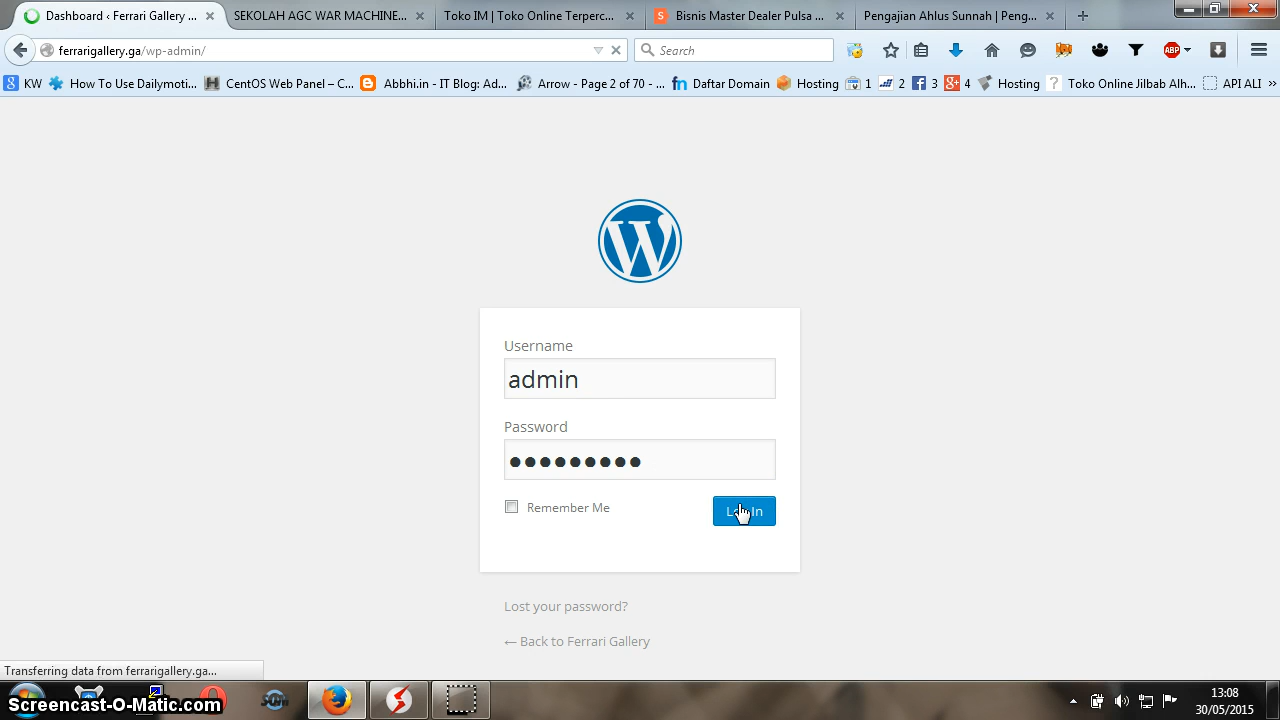 Dashboard ‹ Ferrari Gallery ...
SEKOLAH AGC WAR MACHINE...
Toko IM | Toko Online Terperc...
S Bisnis Master Dealer Pulsa ...
Pengajian Ahlus Sunnah | Peng...
ferrarigallery.ga/wp-admin/
Search
ABP
8 KW
How To Use Dailymoti...
CentOS Web Panel – C...
Abbhi.in - IT Blog: Ad...
Arrow - Page 2 of 70 - ...
fn Daftar Domain
Hosting
1
2
f 3
g+ 4
Hosting
? Toko Online Jilbab Alh...
API ALI
»
W
Username
admin
Password
Remember Me
Log In
Lost your password?
← Back to Ferrari Gallery
Transferring data from ferrarigallery.ga...
Screencast-O-Matic.com
13:08
30/05/2015